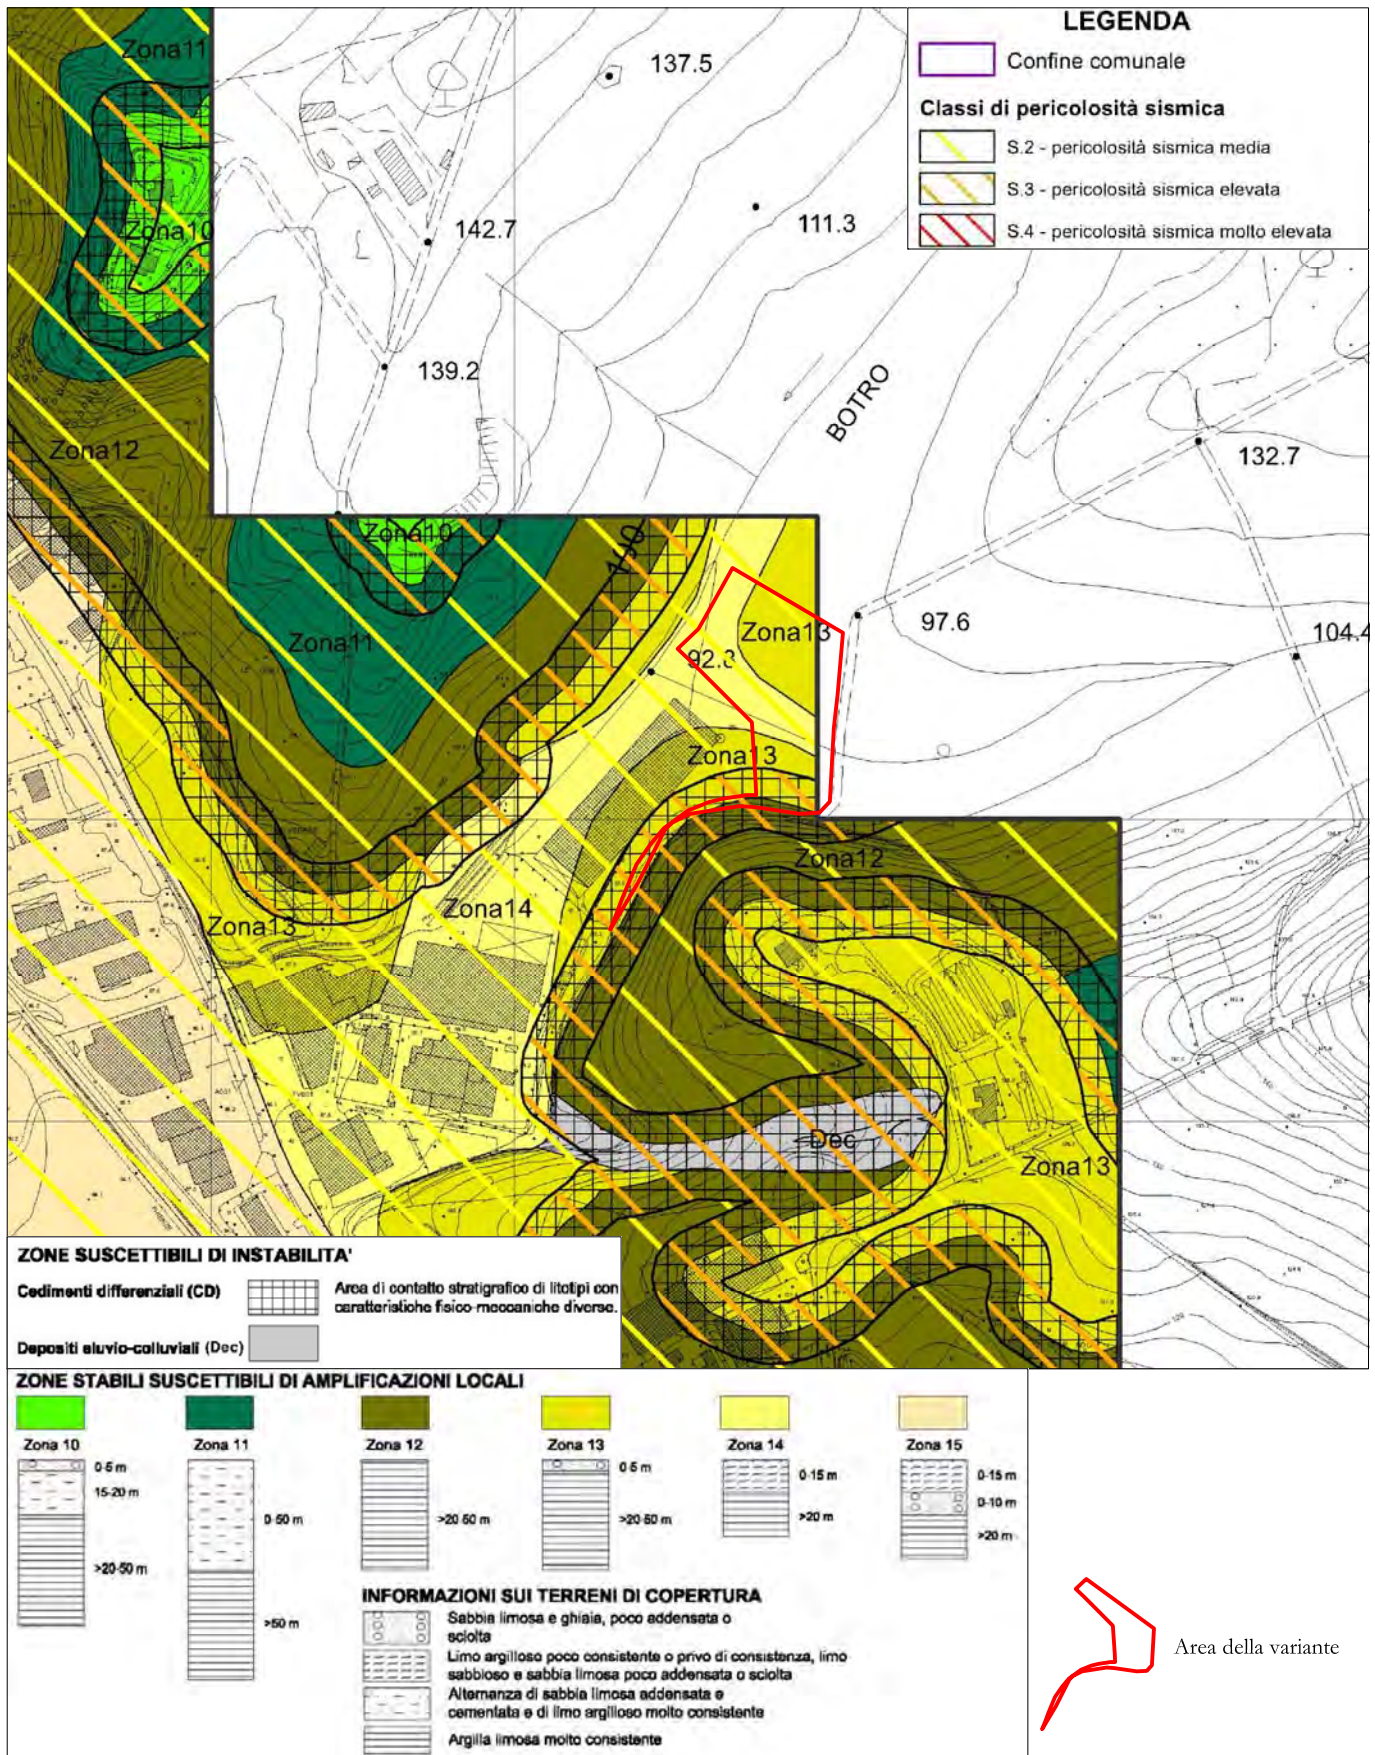 LEGENDA
Confine comunale
Classi di pericolosità sismica
S.2 - pericolosità sismica media
S.3 - pericolosità sismica elevata
S.4 - pericolosità sismica molto elevata
Zona11
137.5
Zona10
142.7
111.3
139.2
BOTRO
Zona12
132.7
Zona10
Zona11
Zona13
97.6
104.4
92.3
Zona13
Zona12
Zona14
Zona13
Dec
Zona13
ZONE SUSCETTIBILI DI INSTABILITA'
Cedimenti differenziali (CD)
Area di contatto stratigrafico di litotipi con
caratteristiche fisico-meccaniche diverse.
Depositi eluvio-colluviali (Dec)
ZONE STABILI SUSCETTIBILI DI AMPLIFICAZIONI LOCALI
Zona 10
Zona 11
Zona 12
Zona 13
Zona 14
Zona 15
0-5 m
15-20 m
>20-50 m
0-50 m
>50 m
>20-50 m
0-5 m
>20-50 m
0-15 m
>20 m
0-15 m
0-10 m
>20 m
INFORMAZIONI SUI TERRENI DI COPERTURA
Sabbia limosa e ghiaia, poco addensata o
sciolta
Limo argilloso poco consistente o privo di consistenza, limo
sabbioso e sabbia limosa poco addensata o sciolta
Alternanza di sabbia limosa addensata e
cementata e di limo argilloso molto consistente
Argilla limosa molto consistente
Area della variante